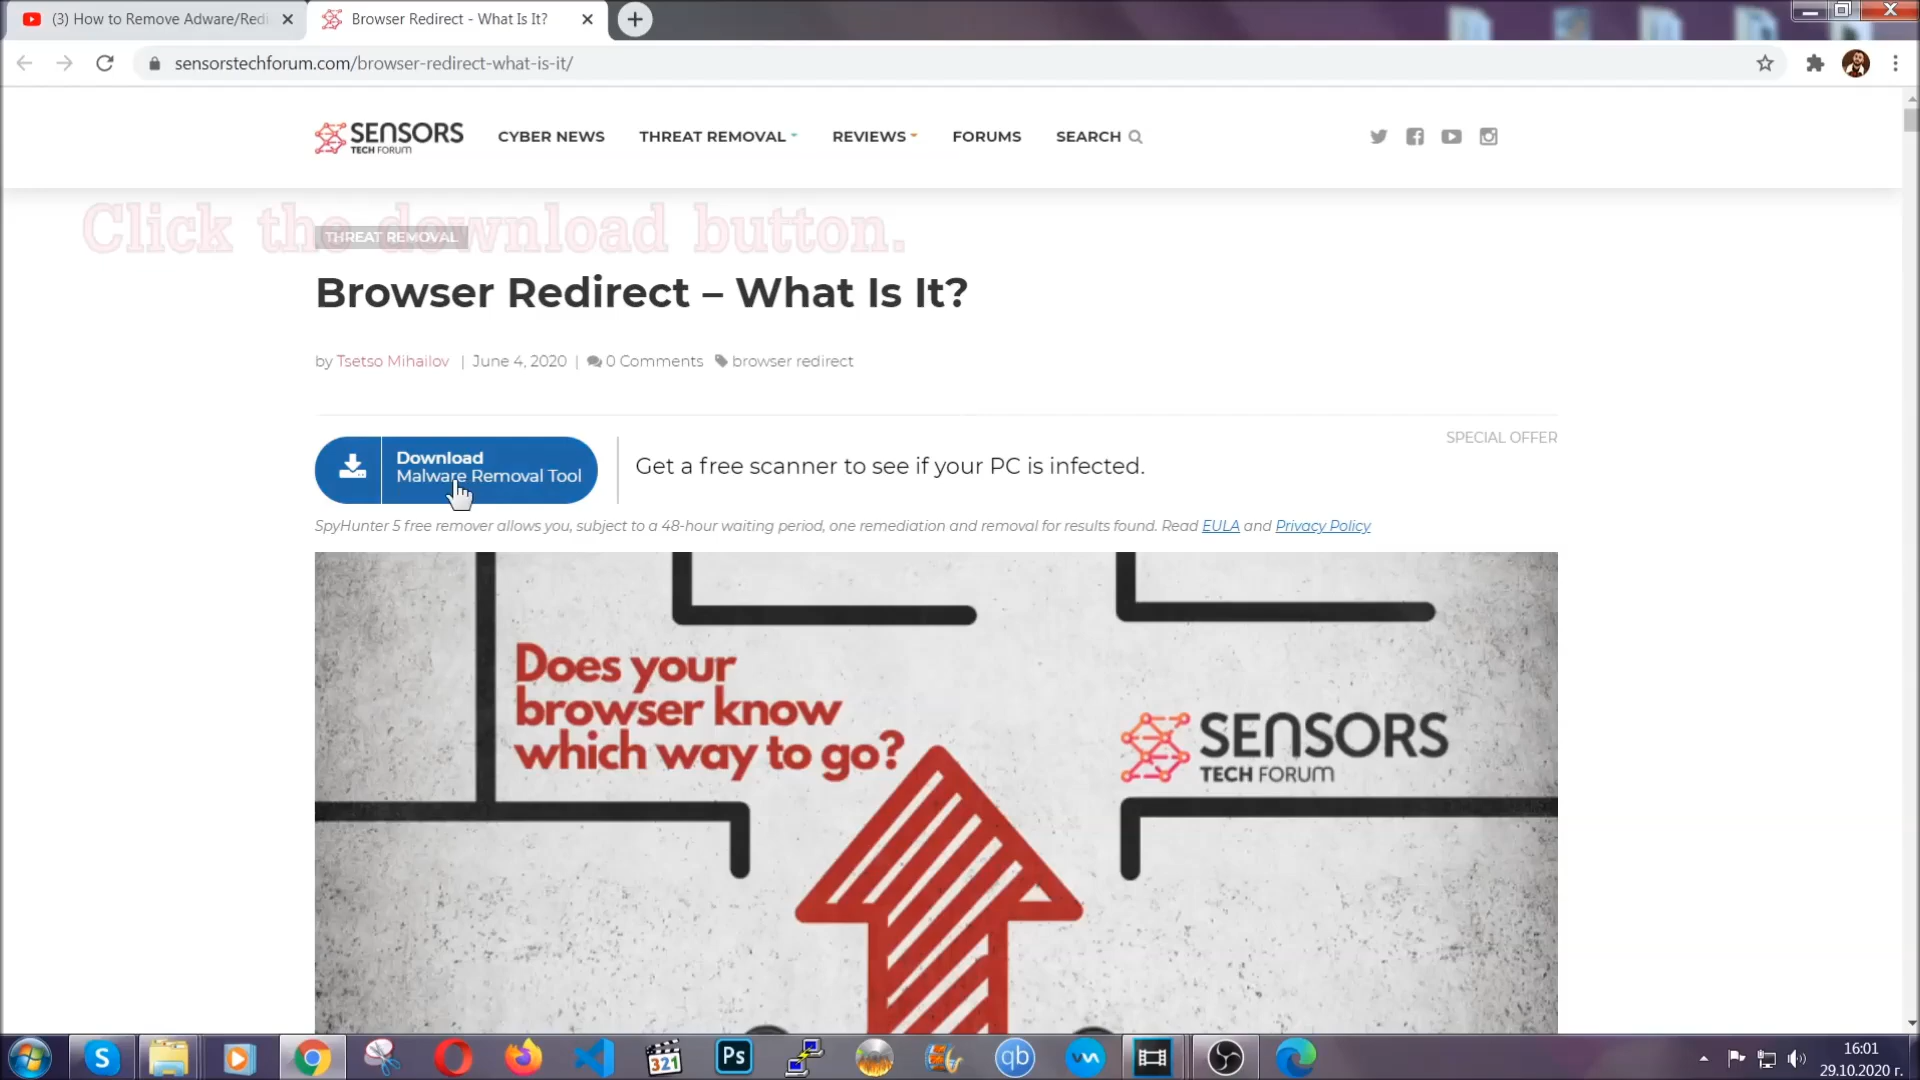 (3) How to Remove Adware/Redi
Browser Redirect - What Is It?
sensorstechforum.com/browser-redirect-what-is-it/
SENSORS
TECH FORUM
CYBER NEWS
THREAT REMOVAL
REVIEWS
FORUMS
SEARCH
Click the download button.
THREAT REMOVAL
Browser Redirect – What Is It?
by Tsetso Mihailov | June 4, 2020 | 0 Comments browser redirect
SPECIAL OFFER
Download
Malware Removal Tool
Get a free scanner to see if your PC is infected.
SpyHunter 5 free remover allows you, subject to a 48-hour waiting period, one remediation and removal for results found. Read EULA and Privacy Policy
Does your
browser know
which way to go?
SENSORS
TECH FORUM
321
Ps
qb
16:01
29.10.2020 г.